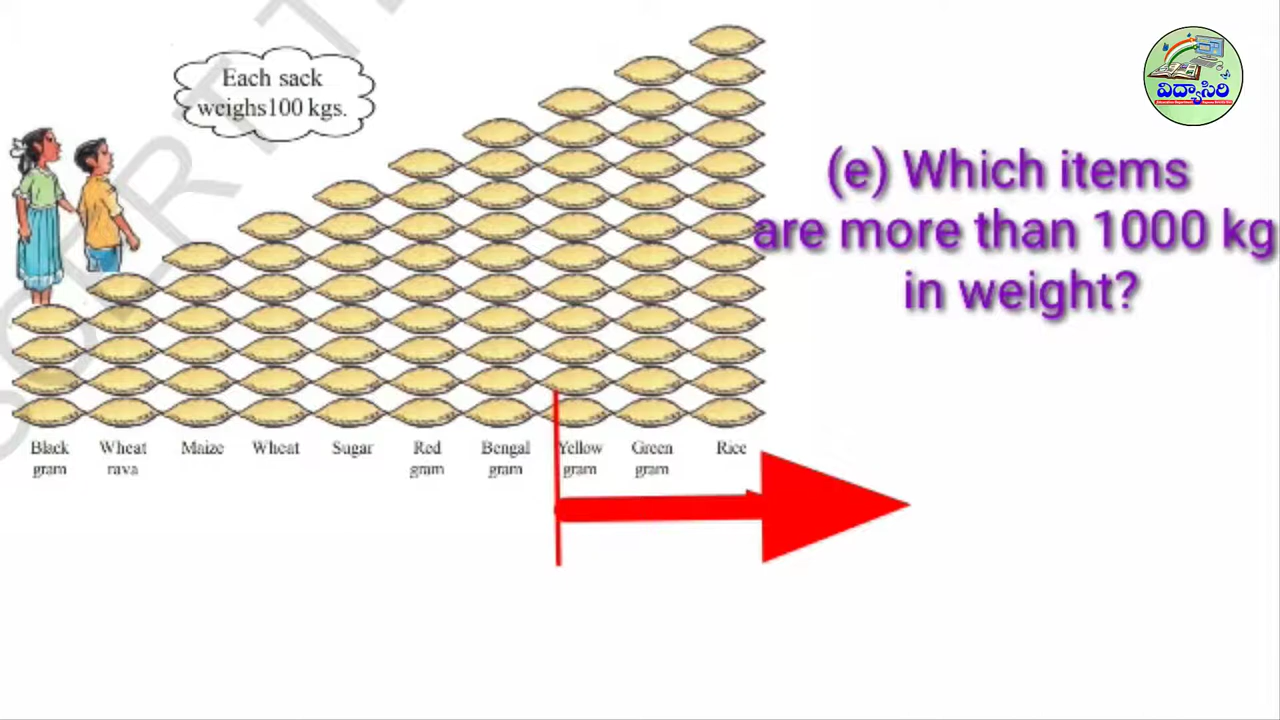 Each sack
weighs100 kgs.
విద్యాసిరి
(e) Which items
are more than 1000 kg
in weight?
Black gram
Wheat rava
Maize
Wheat
Sugar
Red gram
Bengal gram
Yellow gram
Green gram
Rice